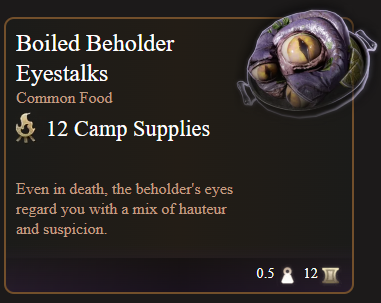 Boiled Beholder
Eyestalks
Common Food
12 Camp Supplies
Even in death, the beholder's eyes
regard you with a mix of hauteur
and suspicion.
0.5 12